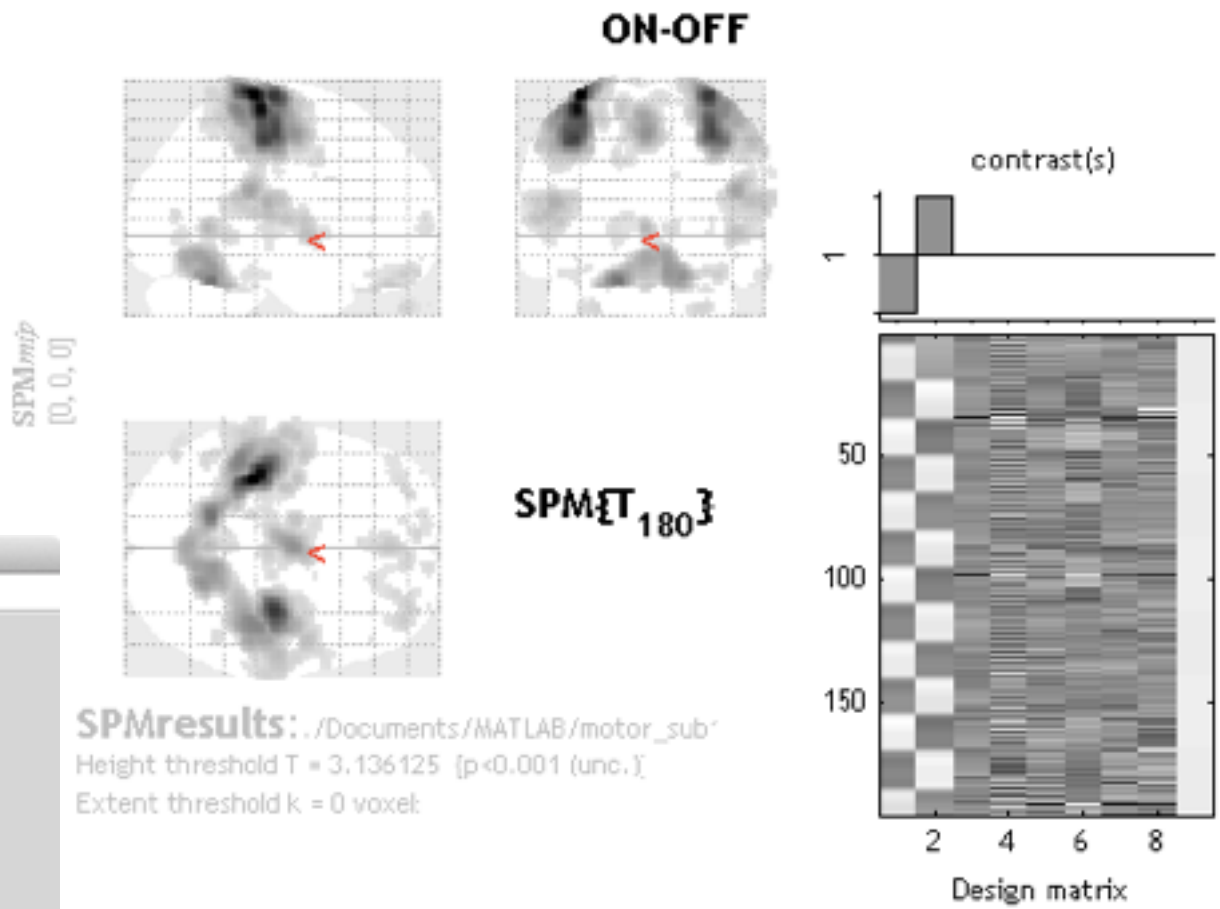 ON-OFF
SPMmip
[0, 0, 0]
<
<
<
SPM{T180}
SPMresults: ./Documents/MATLAB/motor_sub
Height threshold T = 3.136125 {p<0.001 (unc.)}
Extent threshold k = 0 voxel
contrast(s)
1
50
100
150
2 4 6 8
Design matrix